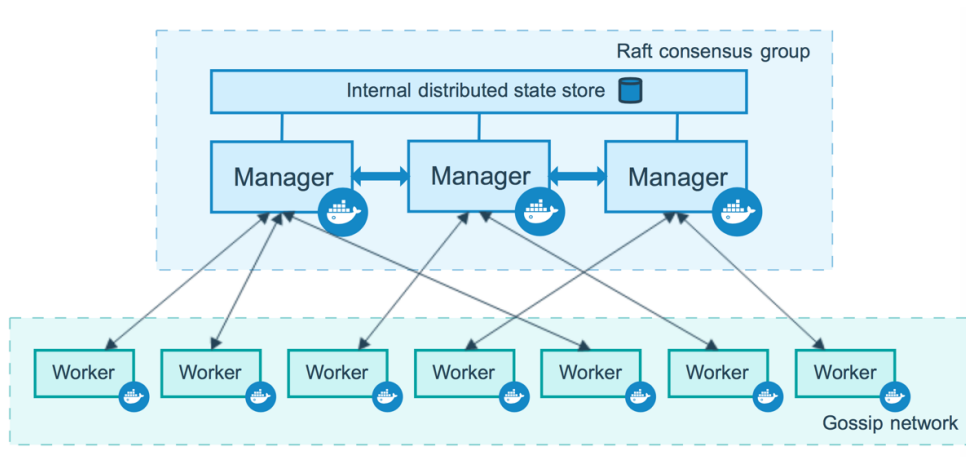 Raft consensus group
Internal distributed state store
Manager
Manager
Manager
Worker
Worker
Worker
Worker
Worker
Worker
Worker
Gossip network